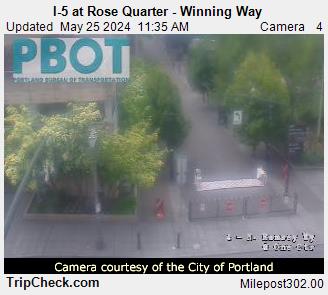 I-5 at Rose Quarter - Winning Way
Updated May 25 2024 11:35 AM Camera 4
PBOT
PORTLAND BUREAU OF TRANSPORTATION
Camera courtesy of the City of Portland
TripCheck.com Milepost302.00